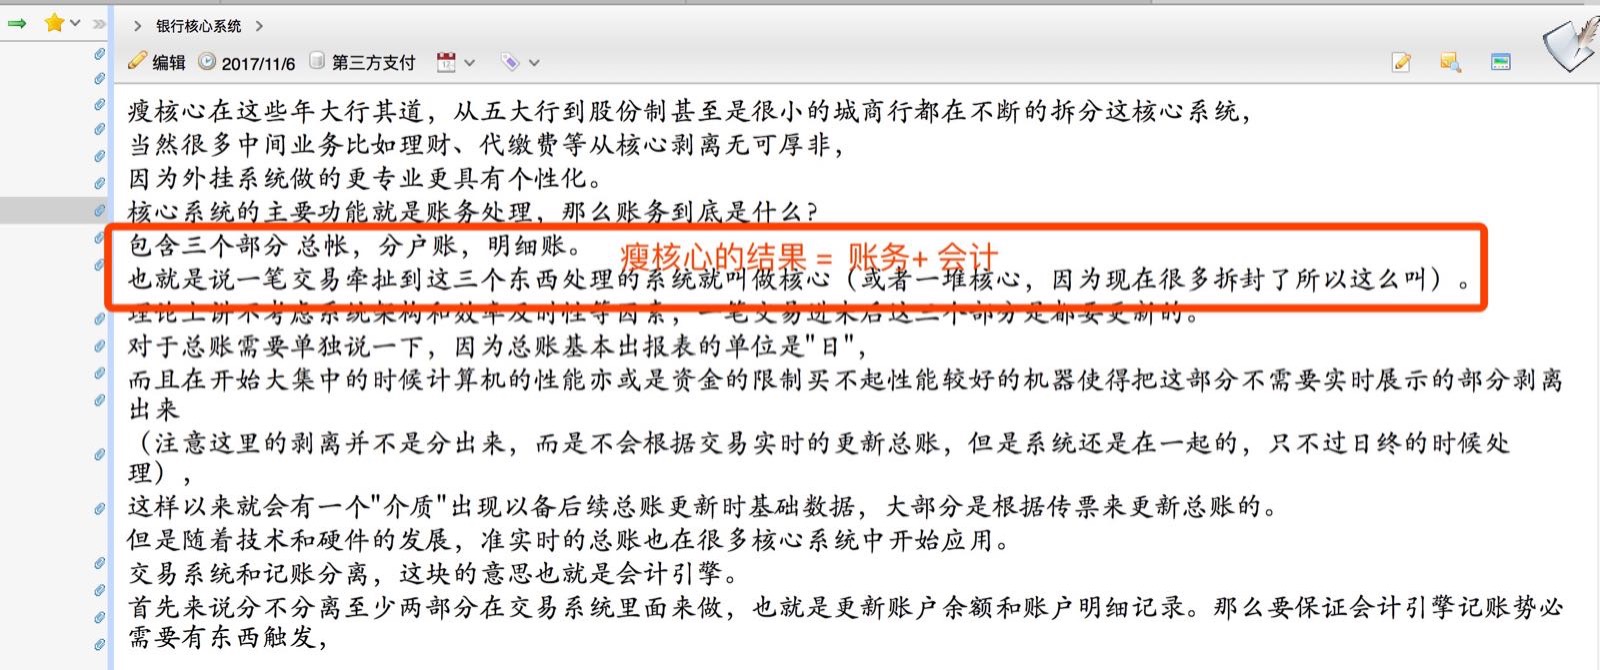 银行核心系统
编辑 2017/11/6 第三方支付
瘦核心在这些年大行其道，从五大行到股份制甚至是很小的城商行都在不断的拆分这核心系统，
当然很多中间业务比如理财、代缴费等从核心剥离无可厚非，
因为外挂系统做的更专业更具有个性化。
核心系统的主要功能就是账务处理，那么账务到底是什么？
包含三个部分 总帐，分户账，明细账。
瘦核心的结果 = 账务+ 会计
也就是说一笔交易牵扯到这三个东西处理的系统就叫做核心（或者一堆核心，因为现在很多拆封了所以这么叫）。
理论上讲不考虑系统架构和效率及时性等因素，一笔交易进来后这三个部分是都要更新的。
对于总账需要单独说一下，因为总账基本出报表的单位是"日"，
而且在开始大集中的时候计算机的性能亦或是资金的限制买不起性能较好的机器使得把这部分不需要实时展示的部分剥离
出来
（注意这里的剥离并不是分出来，而是不会根据交易实时的更新总账，但是系统还是在一起的，只不过日终的时候处
理），
这样以来就会有一个"介质"出现以备后续总账更新时基础数据，大部分是根据传票来更新总账的。
但是随着技术和硬件的发展，准实时的总账也在很多核心系统中开始应用。
交易系统和记账分离，这块的意思也就是会计引擎。
首先来说分不分离至少两部分在交易系统里面来做，也就是更新账户余额和账户明细记录。那么要保证会计引擎记账势必
需要有东西触发，